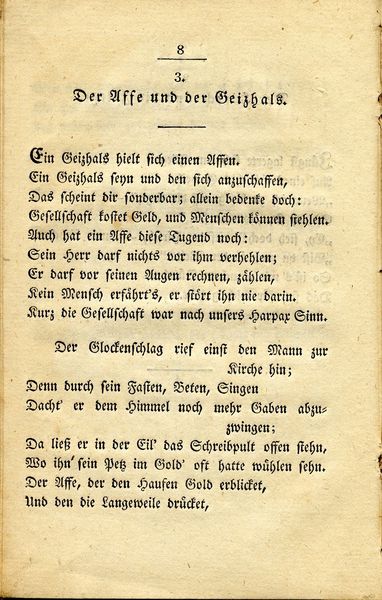 8
3.
Der Affe und der Geizhals.
Ein Geizhals hielt sich einen Affen.
Ein Geizhals seyn und den sich anzuschaffen,
Das scheint dir sonderbar; allein bedenke doch:
Gesellschaft kostet Geld, und Menschen können stehlen.
Auch hat ein Affe diese Tugend noch:
Sein Herr darf nichts vor ihm verhehlen;
Er darf vor seinen Augen rechnen, zählen,
Kein Mensch erfährt's, er stört ihn nie darin.
Kurz die Gesellschaft war nach unsers Harpax Sinn.
Der Glockenschlag rief einst den Mann zur
Kirche hin;
Denn durch sein Fasten, Beten, Singen
Dacht' er dem Himmel noch mehr Gaben abzu-
zwingen;
Da ließ er in der Eil' das Schreibpult offen stehn,
Wo ihn sein Petz im Gold' oft hatte wühlen sehn.
Der Affe, der den Haufen Gold erblicket,
Und den die Langeweile drücket,